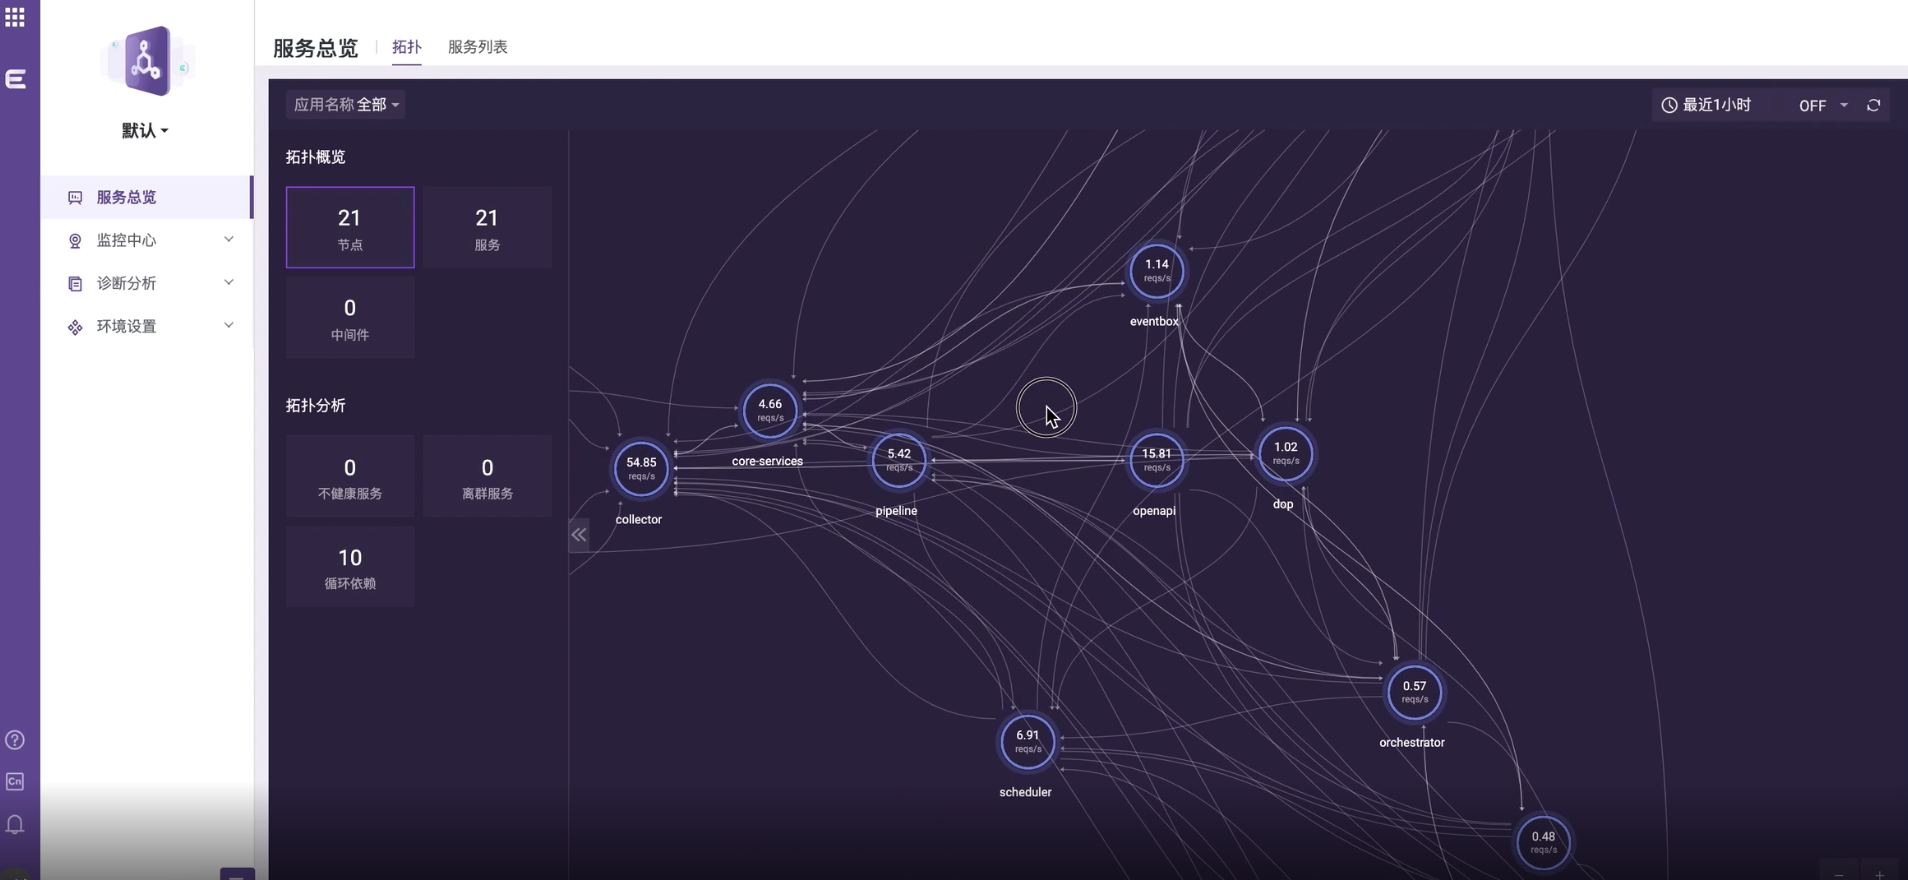 服务总览
拓扑
服务列表
默认
服务总览
监控中心
诊断分析
环境设置
Cn
应用名称 全部
最近1小时
OFF
拓扑概览
21
节点
21
服务
0
中间件
拓扑分析
0
不健康服务
0
离群服务
10
循环依赖
1.14
reqs/s
eventbox
4.66
reqs/s
core-services
54.85
reqs/s
collector
5.42
reqs/s
pipeline
15.81
reqs/s
openapi
1.02
reqs/s
dop
0.57
reqs/s
orchestrator
6.91
reqs/s
scheduler
0.48
reqs/s